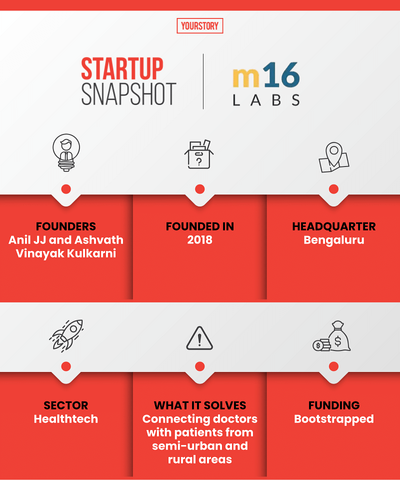 YOURSTORY
STARTUP
SNAPSHOT
m16
LABS
?
FOUNDERS
Anil JJ and Ashvath
Vinayak Kulkarni
FOUNDED IN
2018
HEADQUARTER
Bengaluru
!
$
SECTOR
Healthtech
WHAT IT SOLVES
Connecting doctors
with patients from
semi-urban and
rural areas
FUNDING
Bootstrapped